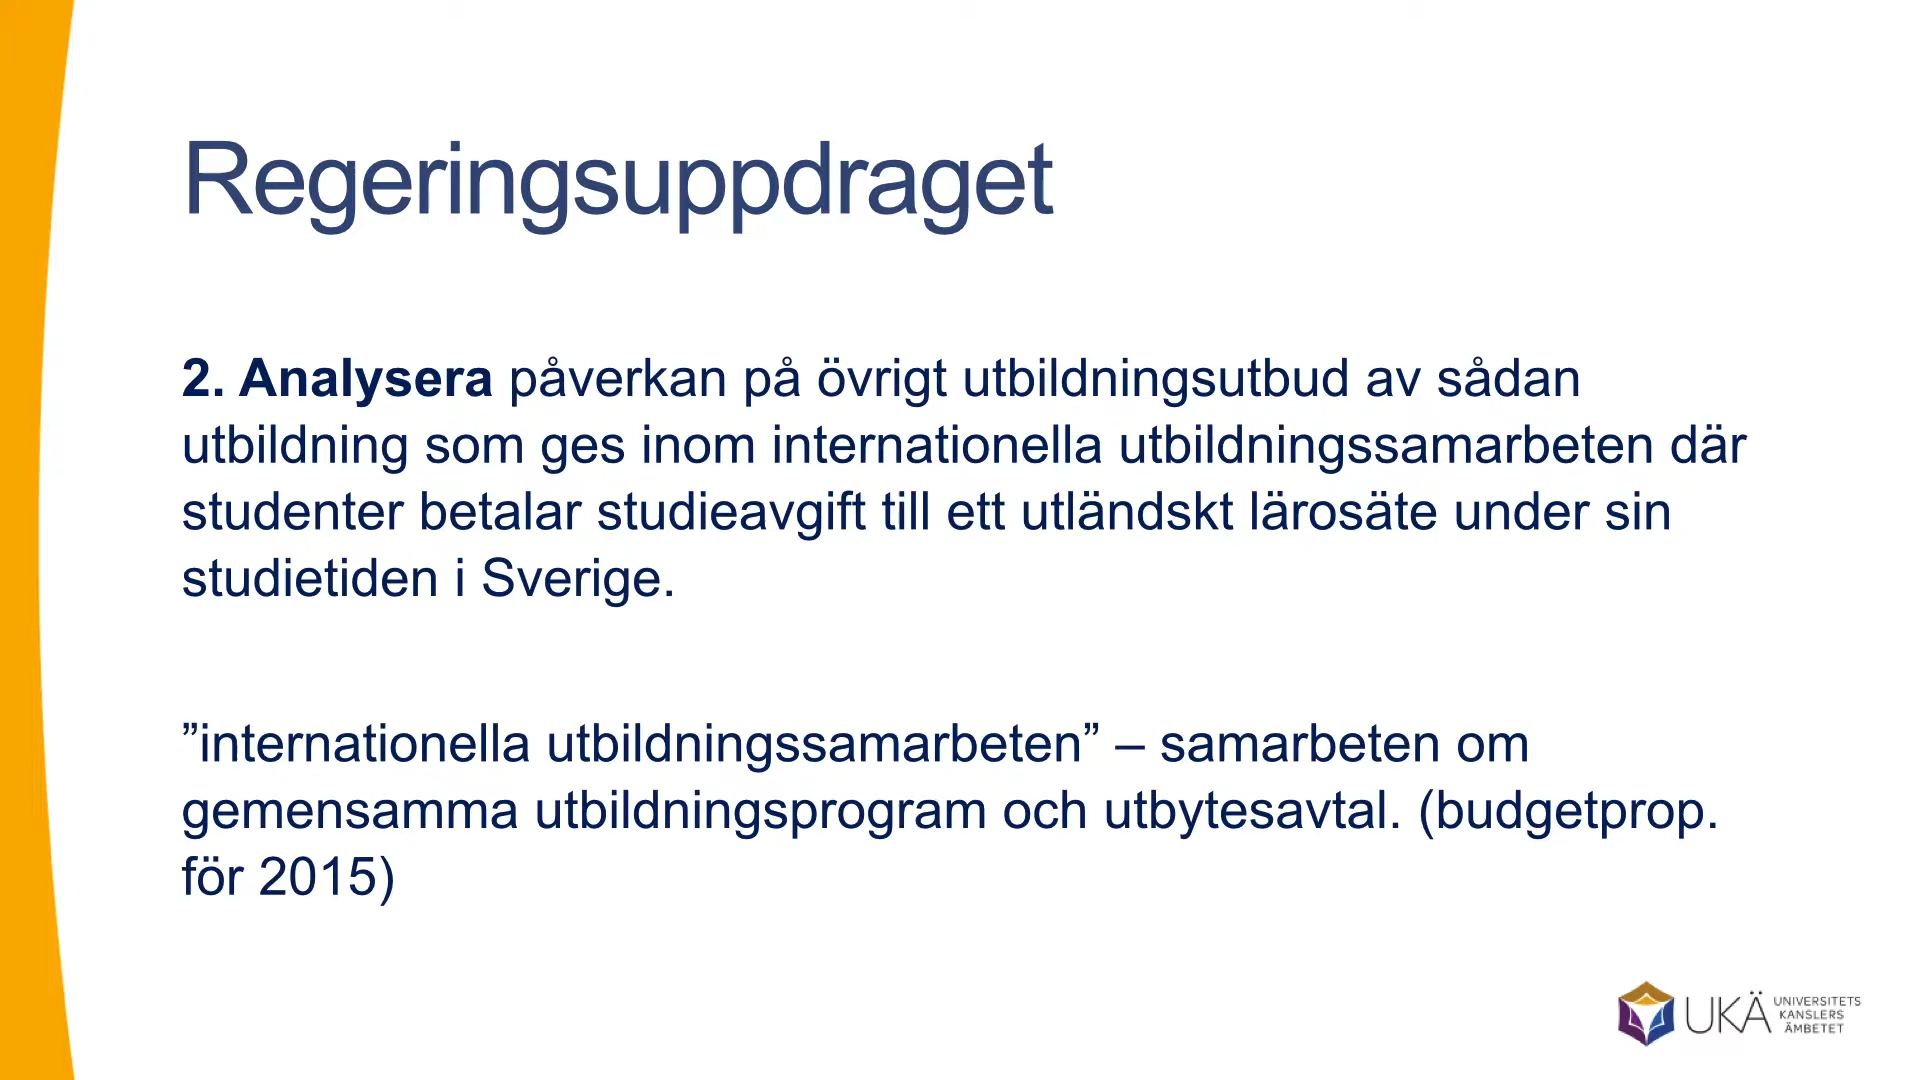 Regeringsuppdraget
2. Analysera påverkan på övrigt utbildningsutbud av sådan
utbildning som ges inom internationella utbildningssamarbeten där
studenter betalar studieavgift till ett utländskt lärosäte under sin
studietiden i Sverige.
”internationella utbildningssamarbeten” – samarbeten om
gemensamma utbildningsprogram och utbytesavtal. (budgetprop.
för 2015)
UKÄ
UNIVERSITETS
KANSLERS
ÄMBETET